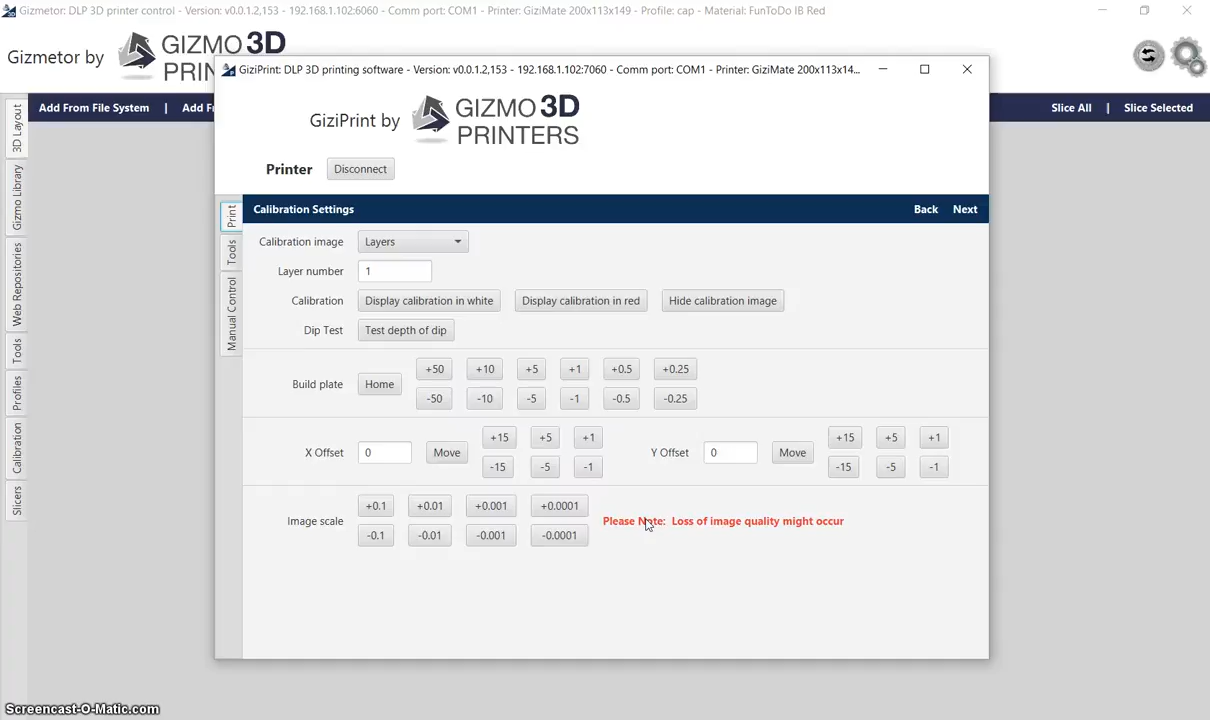 Gizmetor: DLP 3D printer control - Version: v0.0.1.2,153 - 192.168.1.102:6060 - Comm port: COM1 - Printer: GiziMate 200x113x149 - Profile: cap - Material: FunToDo IB Red
Gizmetor by
GIZMO 3D
PRIN
Add From File System | Add F
Slice All | Slice Selected
3D Layout
Gizmo Library
Web Repositories
Tools
Profiles
Calibration
Slicers
GiziPrint: DLP 3D printing software - Version: v0.0.1.2,153 - 192.168.1.102:7060 - Comm port: COM1 - Printer: GiziMate 200x113x14...
GiziPrint by
GIZMO 3D
PRINTERS
Printer Disconnect
Print
Tools
Manual Control
Calibration Settings Back Next
Calibration image Layers
Layer number 1
Calibration Display calibration in white Display calibration in red Hide calibration image
Dip Test Test depth of dip
+50 +10 +5 +1 +0.5 +0.25
Build plate Home
-50 -10 -5 -1 -0.5 -0.25
+15 +5 +1 +15 +5 +1
X Offset 0 Move Y Offset 0 Move
-15 -5 -1 -15 -5 -1
+0.1 +0.01 +0.001 +0.0001
Image scale Please Note: Loss of image quality might occur
-0.1 -0.01 -0.001 -0.0001
Screencast-O-Matic.com